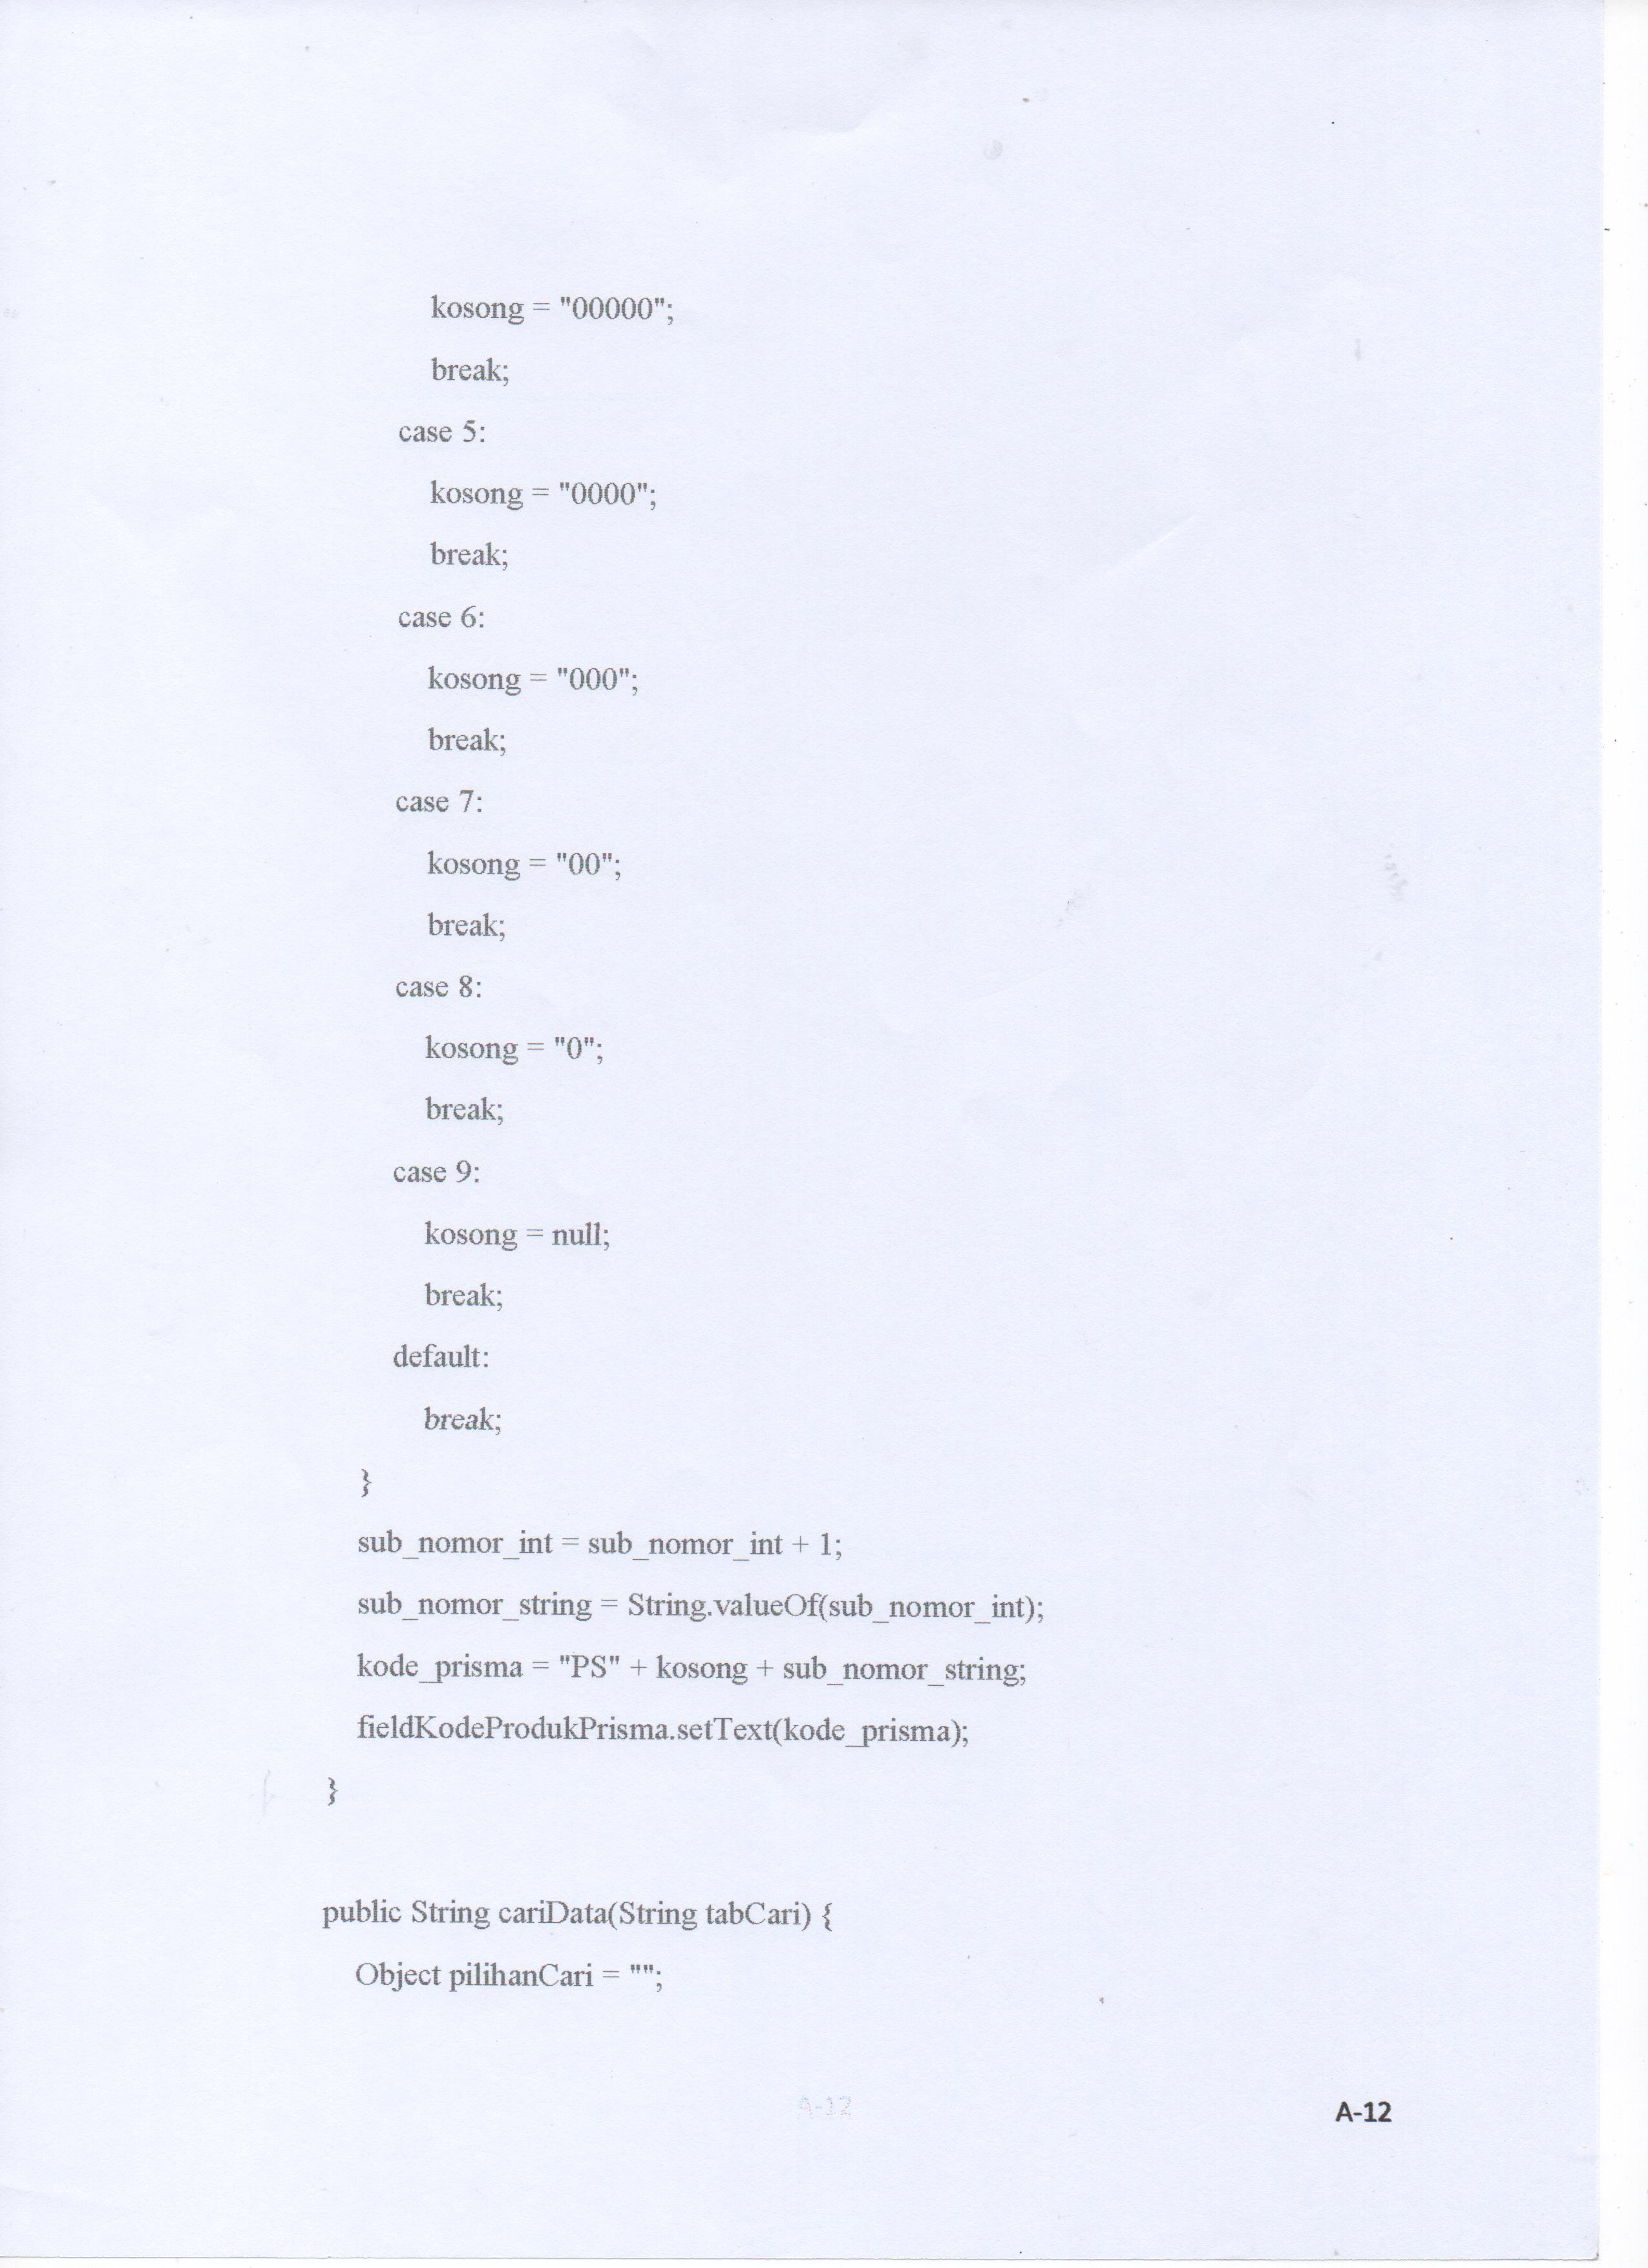 kosong = "00000";
break;
case 5:
kosong = "0000";
break;
case 6:
kosong = "000";
break;
case 7:
kosong = "00";
break;
case 8:
kosong = "0";
break;
case 9:
kosong = null;
break;
default:
break;
}
sub_nomor_int = sub_nomor_int + 1;
sub_nomor_string = String.valueOf(sub_nomor_int);
kode_prisma = "PS" + kosong + sub_nomor_string;
fieldKodeProdukPrisma.setText(kode_prisma);
}
public String cariData(String tabCari) {
Object pilihanCari = "";
A-12
A-12